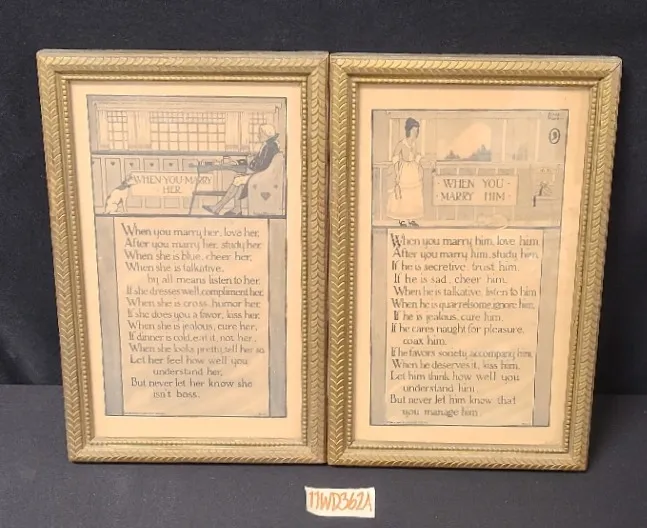 WHEN·YOU·MARRY
HER.
When you marry her, love her.
After you marry her, study her.
When she is blue, cheer her,
When she is talkative,
by all means listen to her.
If she dresses well, compliment her,
When she is cross, humor her.
If she does you a favor, kiss her,
When she is jealous, cure her,
If dinner is cold, eat it, not her,
When she looks pretty, tell her so.
Let her feel how well you
understand her,
But never let her know she
isn't boss.
·WHEN YOU·
·MARRY HIM·
When you marry him, love him.
After you marry him, study him.
If he is secretive, trust him.
If he is sad, cheer him,
When he is talkative, listen to him
When he is quarrelsome, ignore him,
If he is jealous, cure him.
If he cares naught for pleasure,
coax him.
If he favors society, accompany him,
When he deserves it, kiss him.
Let him think how well you
understand him.
But never let him know that
you manage him.
11WD362A